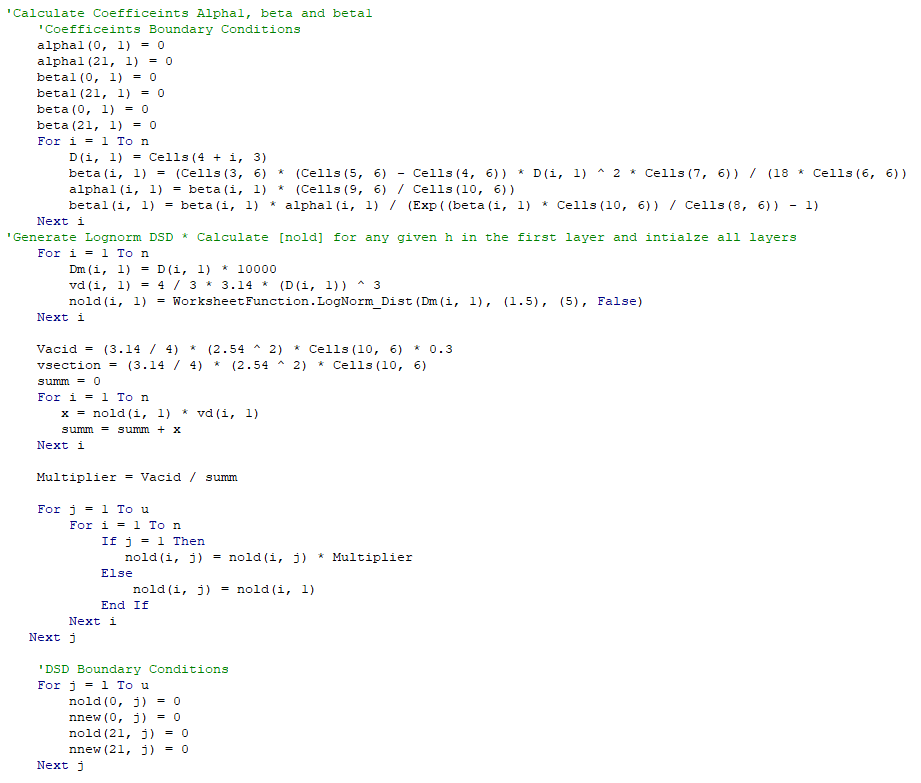 'Calculate Coefficeints Alpha1, beta and beta1
'Coefficeints Boundary Conditions
alpha1(0, 1) = 0
alpha1(21, 1) = 0
beta1(0, 1) = 0
beta1(21, 1) = 0
beta(0, 1) = 0
beta(21, 1) = 0
For i = 1 To n
D(i, 1) = Cells(4 + i, 3)
beta(i, 1) = (Cells(3, 6) * (Cells(5, 6) - Cells(4, 6)) * D(i, 1) ^ 2 * Cells(7, 6)) / (18 * Cells(6, 6))
alpha1(i, 1) = beta(i, 1) * (Cells(9, 6) / Cells(10, 6))
beta1(i, 1) = beta(i, 1) * alpha1(i, 1) / (Exp((beta(i, 1) * Cells(10, 6)) / Cells(8, 6)) - 1)
Next i
'Generate Lognorm DSD * Calculate [nold] for any given h in the first layer and intialze all layers
For i = 1 To n
Dm(i, 1) = D(i, 1) * 10000
vd(i, 1) = 4 / 3 * 3.14 * (D(i, 1)) ^ 3
nold(i, 1) = WorksheetFunction.LogNorm_Dist(Dm(i, 1), (1.5), (5), False)
Next i
Vacid = (3.14 / 4) * (2.54 ^ 2) * Cells(10, 6) * 0.3
vsection = (3.14 / 4) * (2.54 ^ 2) * Cells(10, 6)
summ = 0
For i = 1 To n
x = nold(i, 1) * vd(i, 1)
summ = summ + x
Next i
Multiplier = Vacid / summ
For j = 1 To u
For i = 1 To n
If j = 1 Then
nold(i, j) = nold(i, j) * Multiplier
Else
nold(i, j) = nold(i, 1)
End If
Next i
Next j
'DSD Boundary Conditions
For j = 1 To u
nold(0, j) = 0
nnew(0, j) = 0
nold(21, j) = 0
nnew(21, j) = 0
Next j